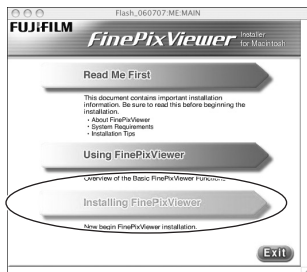 Flash_060707:ME:MAIN
FUJIFILM
FinePixViewer Installer for Macintosh
Read Me First
This document contains important installation
information. Be sure to read this before beginning the
installation.
・About FinePixViewer
・System Requirements
・Installation Tips
Using FinePixViewer
Overview of the Basic FinePixViewer Functions.
Installing FinePixViewer
Now begin FinePixViewer installation.
Exit